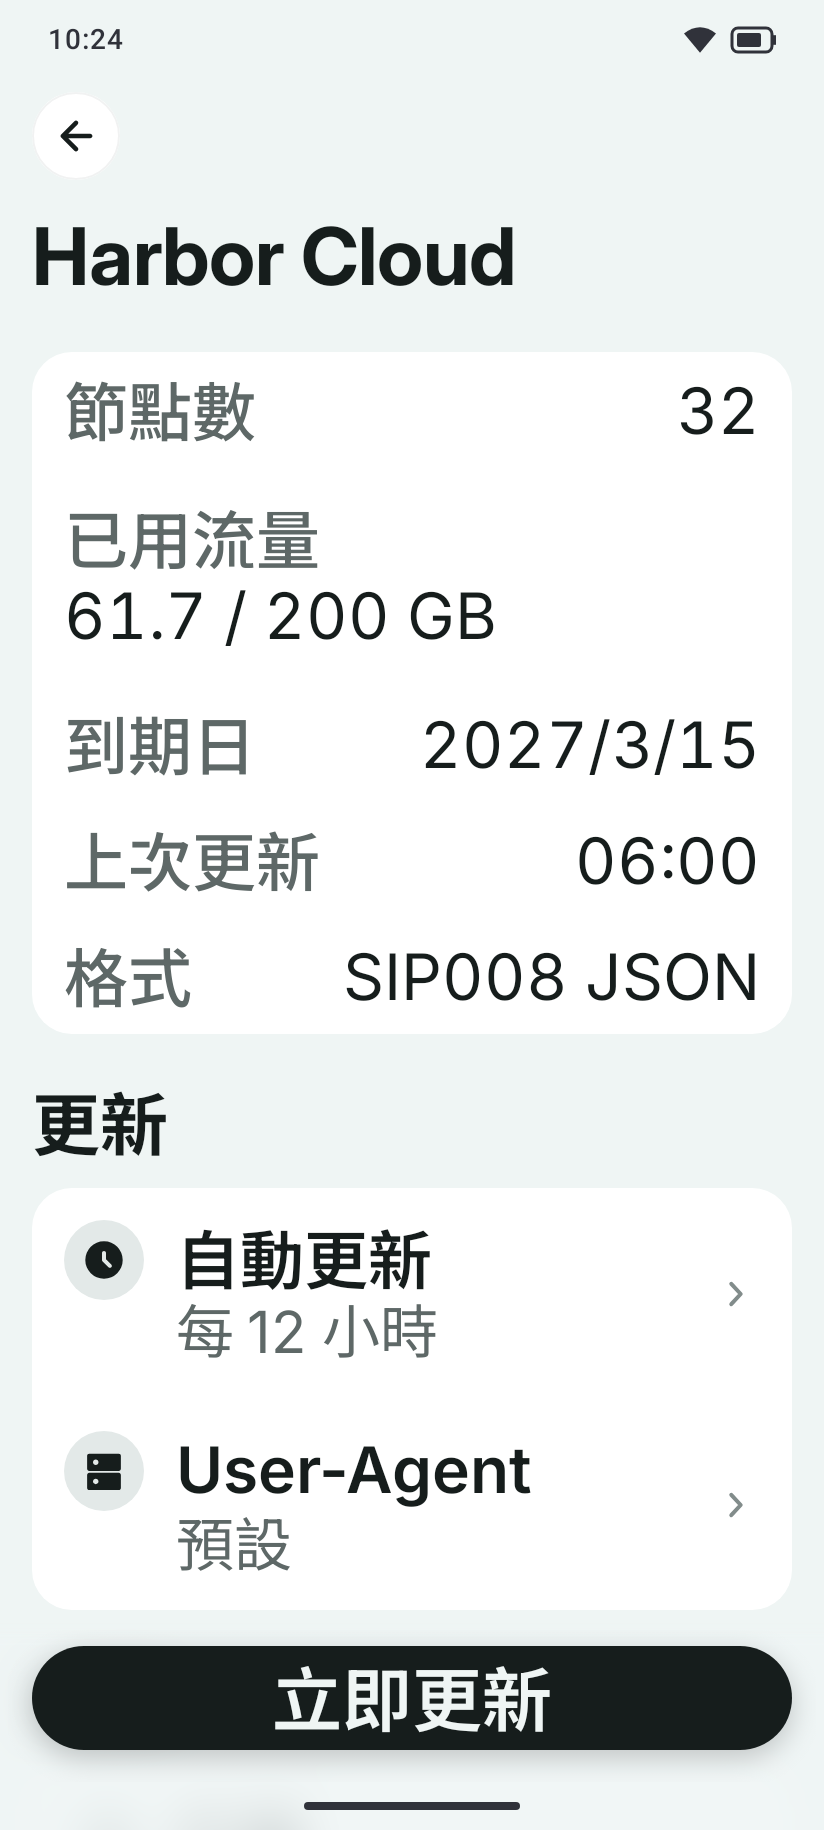 10:24
Harbor Cloud
節點數 32
已用流量
61.7 / 200 GB
到期日 2027/3/15
上次更新 06:00
格式 SIP008 JSON
更新
自動更新
每 12 小時
User-Agent
預設
立即更新